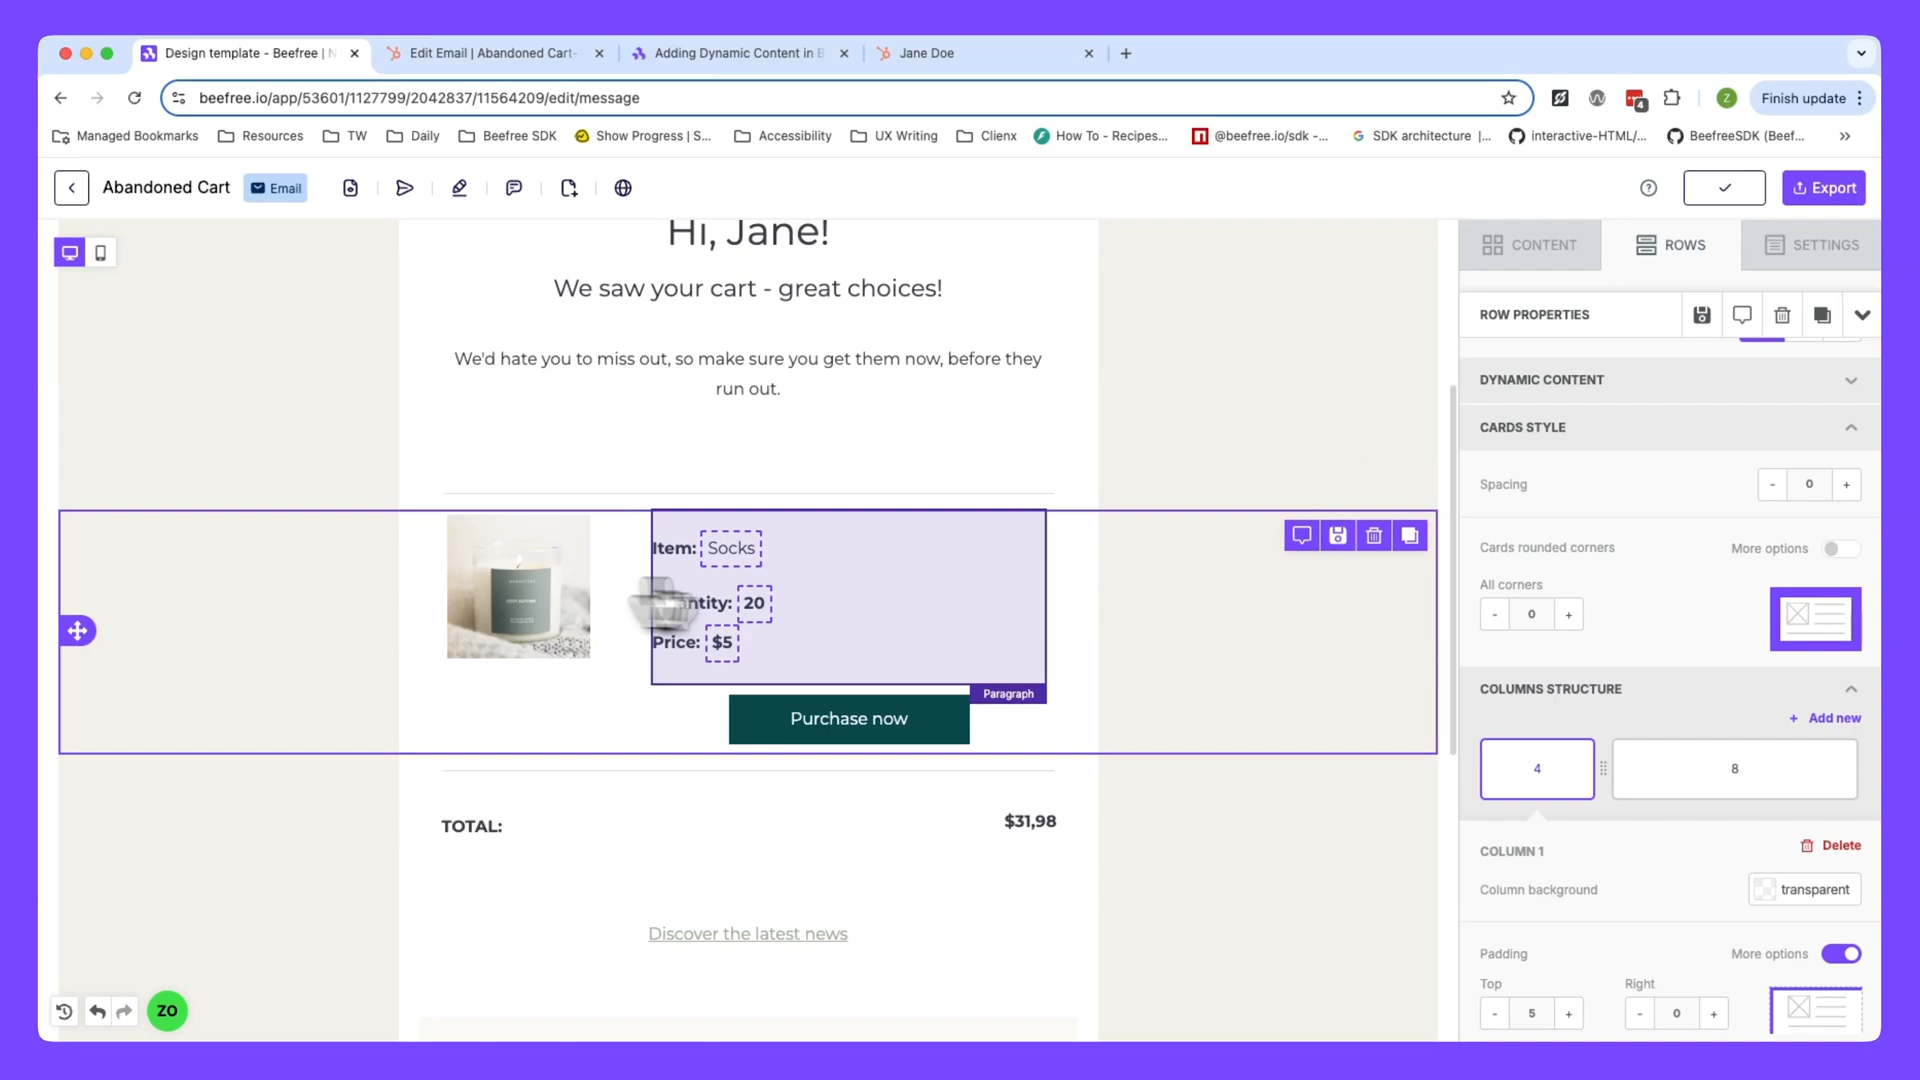 Design template - Beefree | N
Edit Email | Abandoned Cart-
Adding Dynamic Content in B
Jane Doe
beefree.io/app/53601/1127799/2042837/11564209/edit/message
4
Z
Finish update
Managed Bookmarks
Resources
TW
Daily
Beefree SDK
Show Progress | S...
Accessibility
UX Writing
Clienx
How To - Recipes...
@beefree.io/sdk -...
SDK architecture |...
interactive-HTML/...
BeefreeSDK (Beef...
Abandoned Cart
Email
Export
Hi, Jane!
We saw your cart - great choices!
We'd hate you to miss out, so make sure you get them now, before they
run out.
Item: Socks
ntity: 20
Price: $5
Paragraph
Purchase now
TOTAL:
$31,98
Discover the latest news
ZO
CONTENT
ROWS
SETTINGS
ROW PROPERTIES
DYNAMIC CONTENT
CARDS STYLE
Spacing
- 0 +
Cards rounded corners
More options
All corners
- 0 +
COLUMNS STRUCTURE
+ Add new
4
8
COLUMN 1
Delete
Column background
transparent
Padding
More options
Top
Right
- 5 +
- 0 +